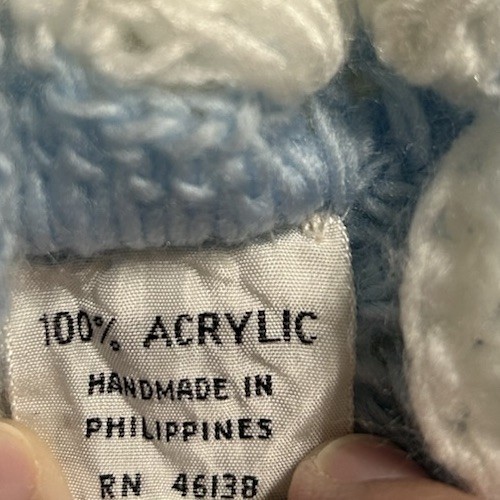 100% ACRYLIC
HANDMADE IN
PHILIPPINES
RN 46138